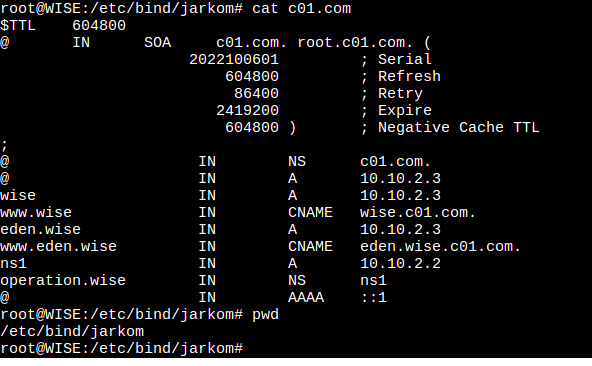 root@WISE:/etc/bind/jarkom# cat c01.com
$TTL    604800
@       IN      SOA     c01.com. root.c01.com. (
                     2022100601         ; Serial
                         604800         ; Refresh
                          86400         ; Retry
                        2419200         ; Expire
                         604800 )       ; Negative Cache TTL
;
@                     IN        NS      c01.com.
@                     IN        A       10.10.2.3
wise                  IN        A       10.10.2.3
www.wise              IN        CNAME   wise.c01.com.
eden.wise             IN        A       10.10.2.3
www.eden.wise         IN        CNAME   eden.wise.c01.com.
ns1                   IN        A       10.10.2.2
operation.wise        IN        NS      ns1
@                     IN        AAAA    ::1
root@WISE:/etc/bind/jarkom# pwd
/etc/bind/jarkom
root@WISE:/etc/bind/jarkom#